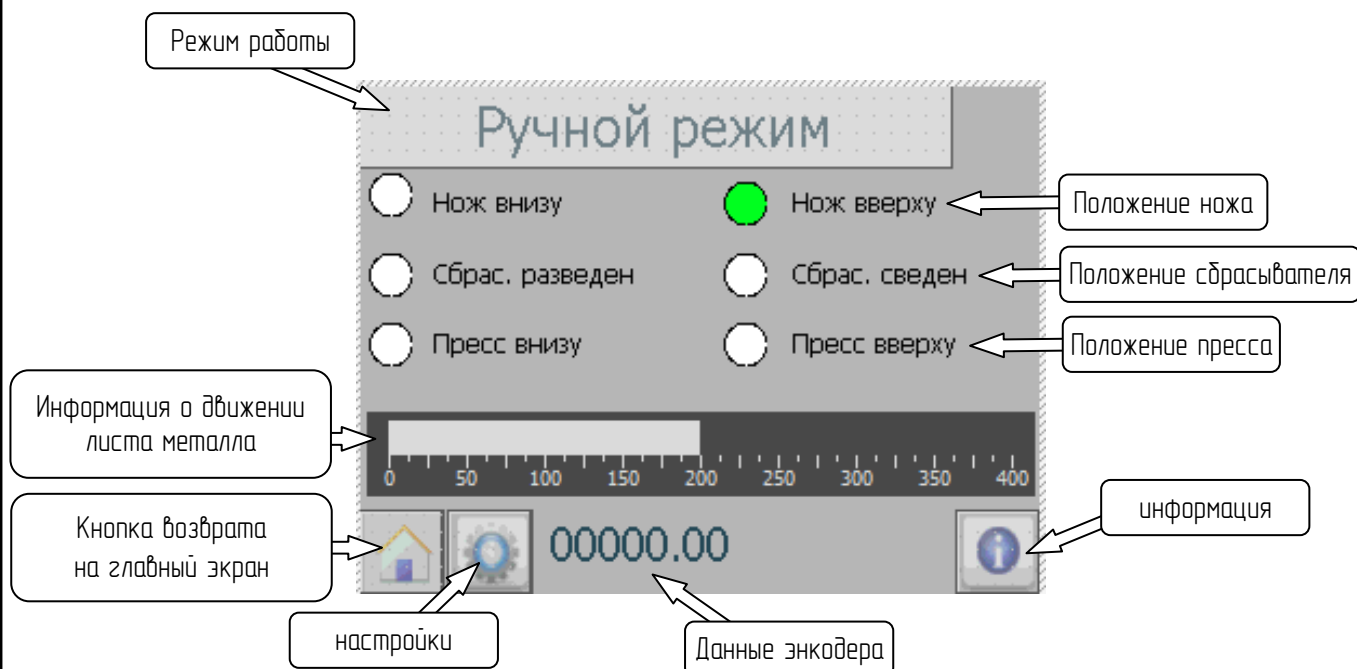 Режим работы
Ручной режим
Нож внизу
Нож вверху
Положение ножа
Сбрас. разведен
Сбрас. сведен
Положение сбрасывателя
Пресс внизу
Пресс вверху
Положение пресса
Информация о движении
листа металла
0 50 100 150 200 250 300 350 400
Кнопка возврата
на главный экран
00000.00
информация
настройки
Данные энкодера